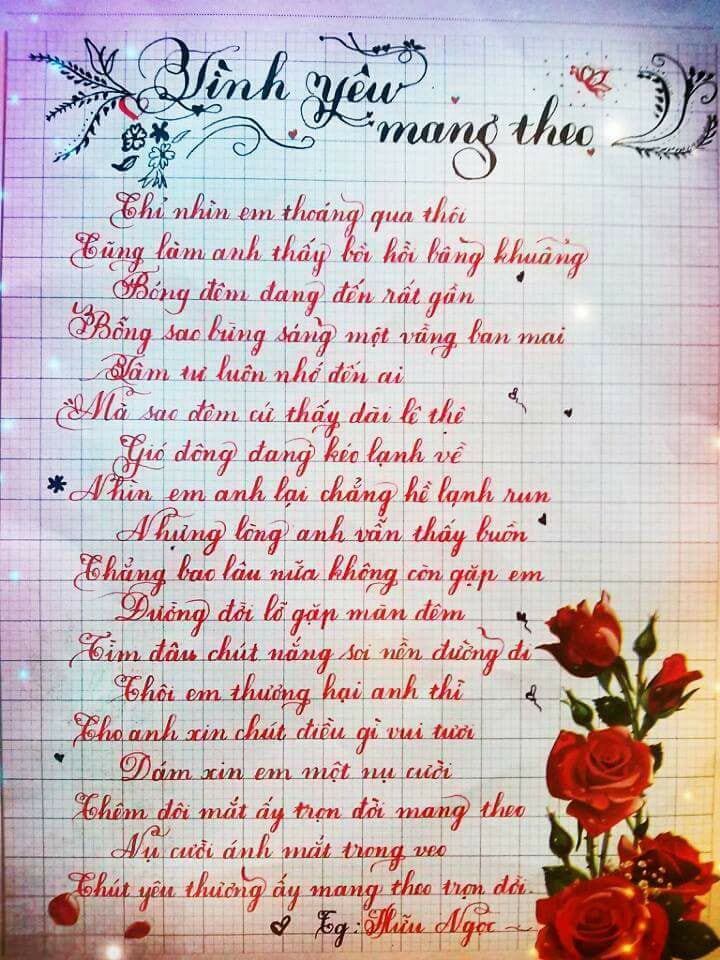 Tình yêu
mang theo
Chỉ nhìn em thoáng qua thôi
Cũng làm anh thấy bồi hồi bâng khuâng
Bóng đêm đang đến rất gần
Bỗng sao bừng sáng một vầng ban mai
Tâm tư luôn nhớ đến ai
Mà sao đêm cứ thấy dài lê thê
Gió đông đang kéo lạnh về
Nhìn em anh lại chẳng hề lạnh run
Nhưng lòng anh vẫn thấy buồn
Chẳng bao lâu nữa không còn gặp em
Đường đời lỡ gặp màn đêm
Tìm đâu chút nắng soi nền đường đi
Thôi em thương hại anh thì
Cho anh xin chút điều gì vui tươi
Dám xin em một nụ cười
Thêm đôi mắt ấy trọn đời mang theo
Nụ cười ánh mắt trong veo
Chút yêu thương ấy mang theo trọn đời.
Tg: Hữu Ngọc